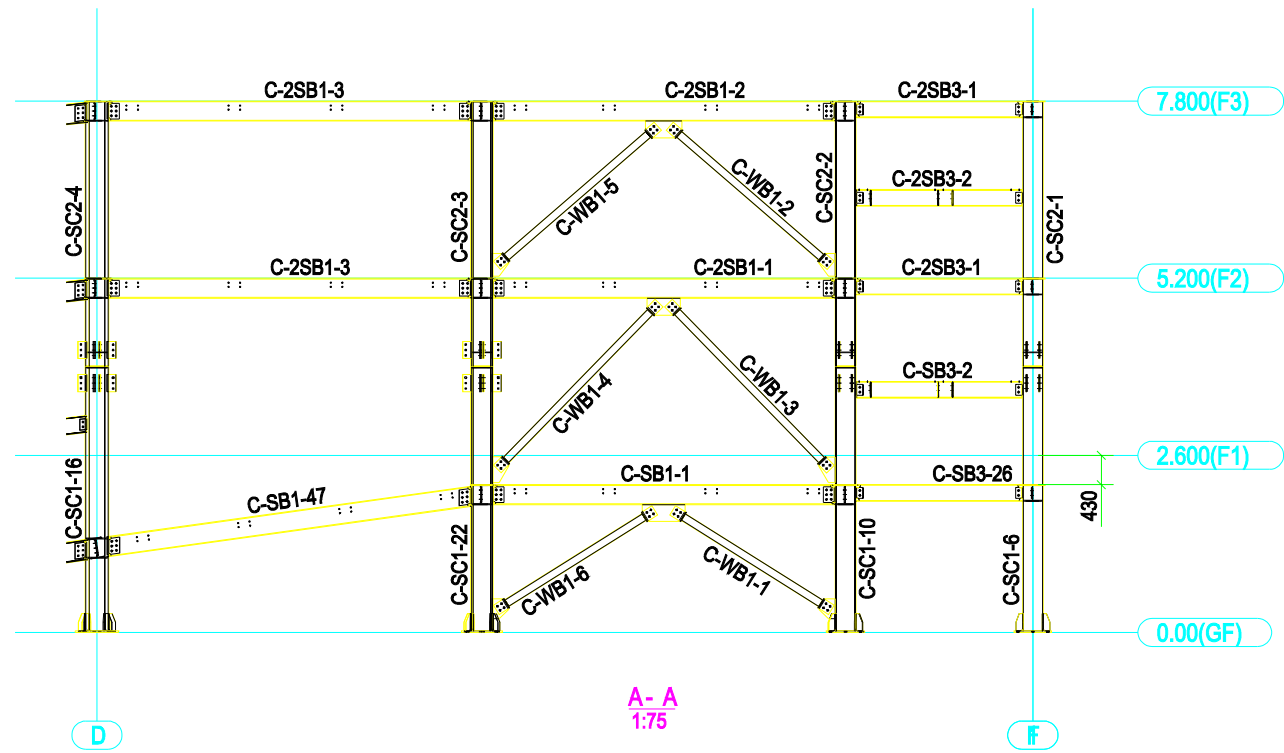 C-2SB1-3
C-2SB1-2
C-2SB3-1
7.800(F3)
C-SC2-4
C-SC2-3
C-WB1-5
C-WB1-2
C-SC2-2
C-2SB3-2
C-SC2-1
C-2SB1-3
C-2SB1-1
C-2SB3-1
5.200(F2)
C-WB1-4
C-WB1-3
C-SB3-2
2.600(F1)
C-SC1-16
C-SB1-47
C-SB1-1
C-SB3-26
430
C-SC1-22
C-WB1-6
C-WB1-1
C-SC1-10
C-SC1-6
0.00(GF)
A- A
1:75
D
F